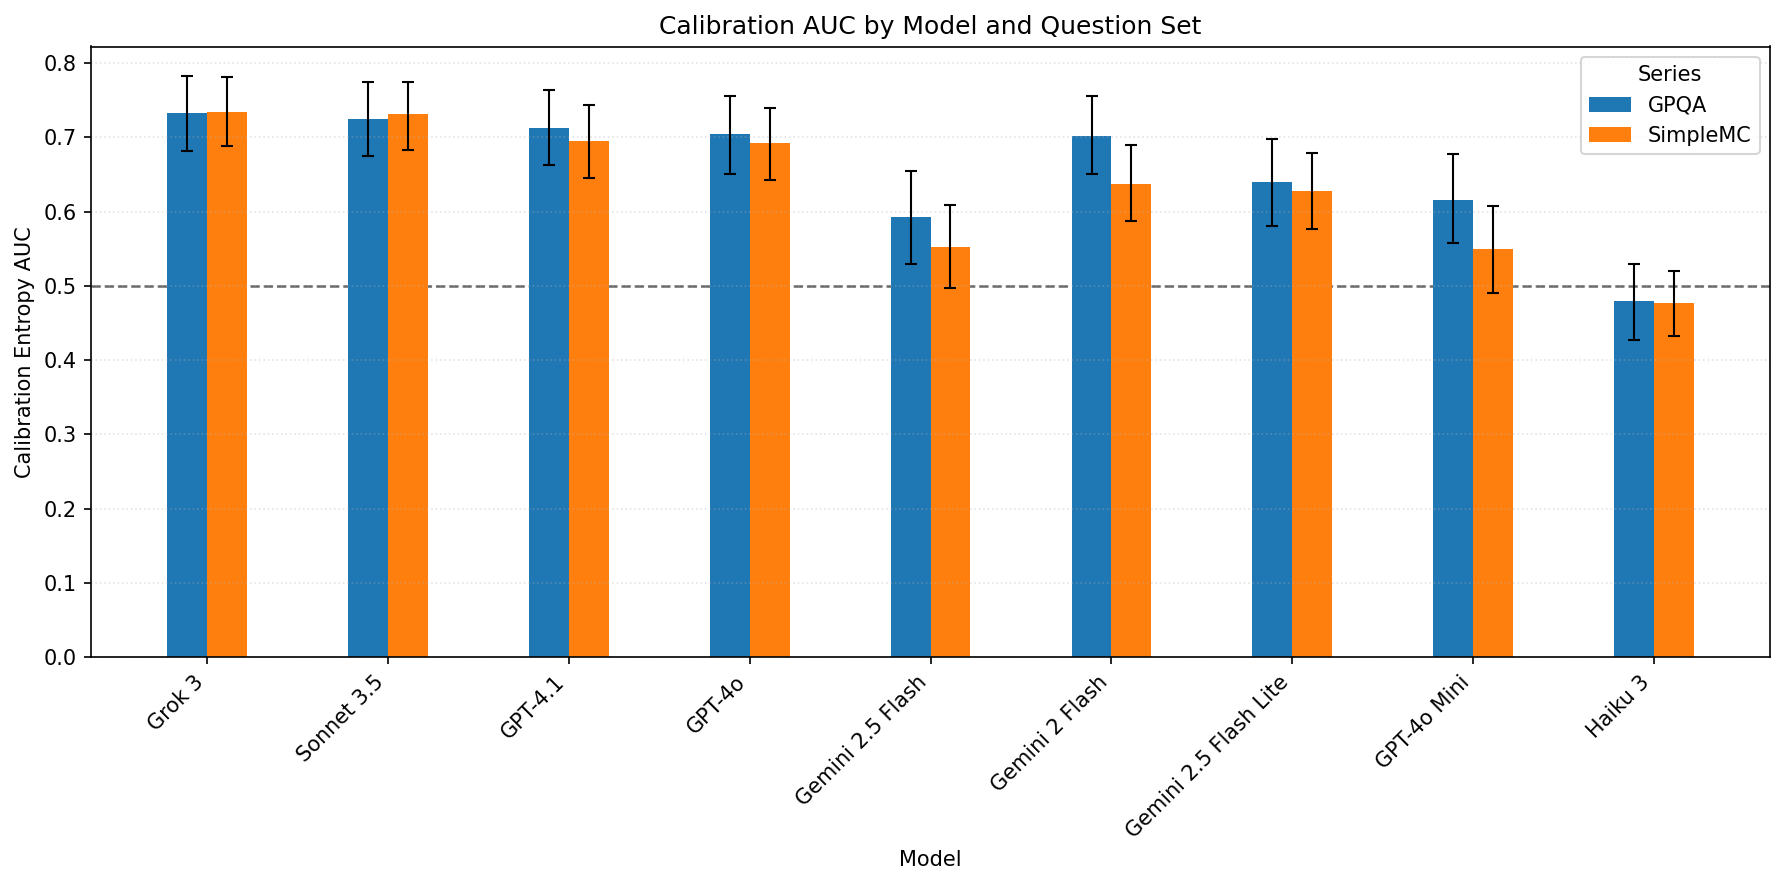 Calibration AUC by Model and Question Set
Calibration Entropy AUC
0.8
0.7
0.6
0.5
0.4
0.3
0.2
0.1
0.0
Series
GPQA
SimpleMC
Grok 3
Sonnet 3.5
GPT-4.1
GPT-4o
Gemini 2.5 Flash
Gemini 2 Flash
Gemini 2.5 Flash Lite
GPT-4o Mini
Haiku 3
Model